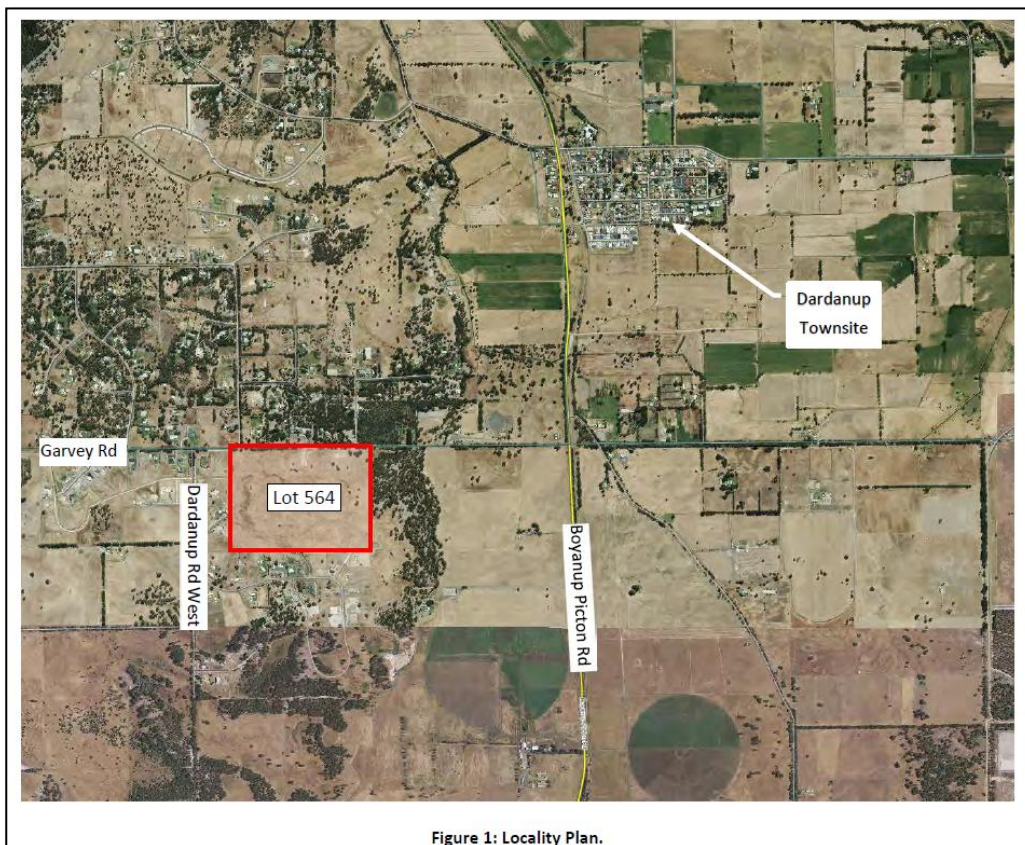 Dardanup
Townsite
Garvey Rd
Lot 564
Dardanup Rd West
Boyanup Picton Rd
Figure 1: Locality Plan.